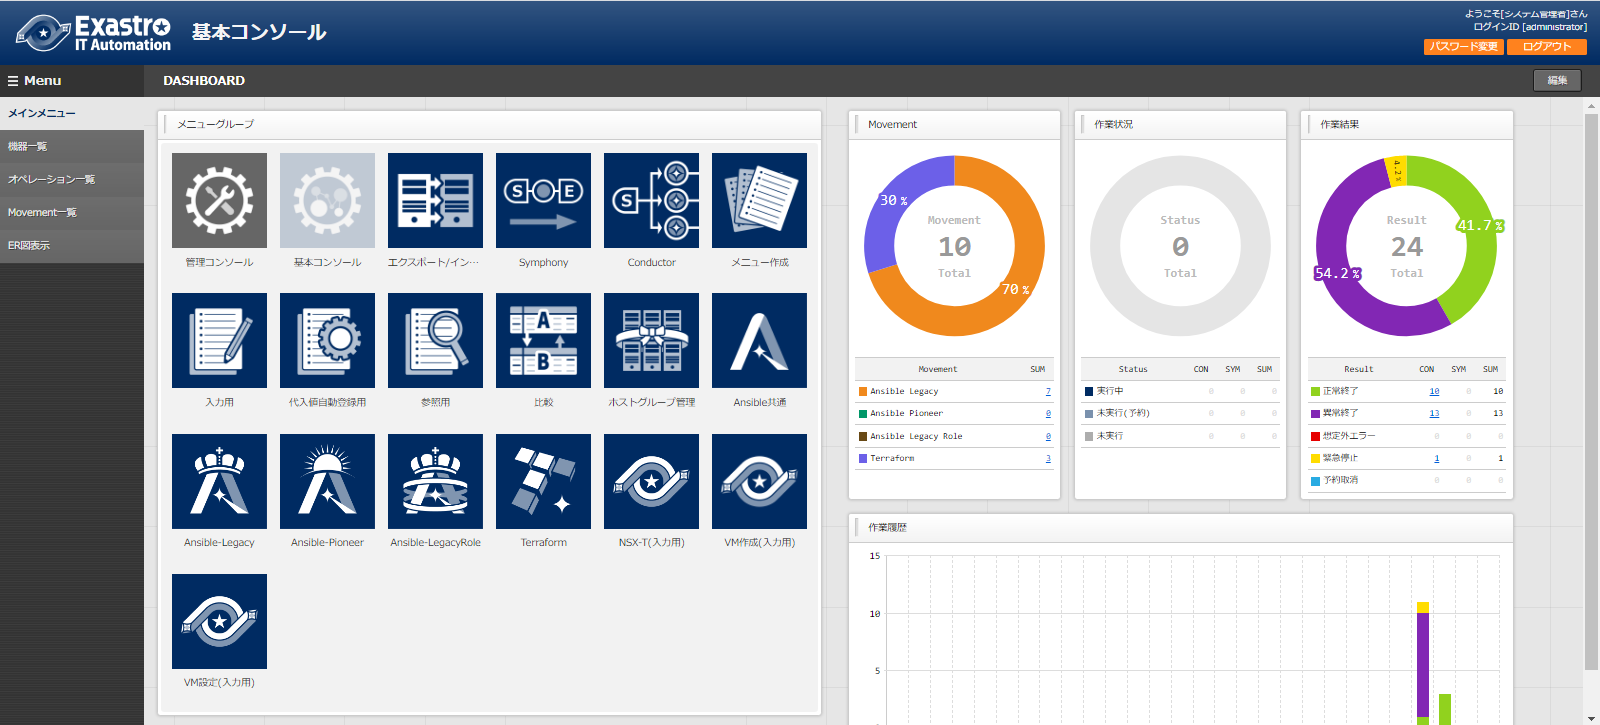 Exastro
IT Automation
基本コンソール
ようこそ[システム管理者]さん
ログインID [administrator]
パスワード変更
ログアウト
Menu
DASHBOARD
編集
メインメニュー
機器一覧
オペレーション一覧
Movement一覧
ER図表示
メニューグループ
管理コンソール
基本コンソール
エクスポート/イン…
S E
Symphony
S
Conductor
メニュー作成
入力用
代入値自動登録用
参照用
A
B
比較
ホストグループ管理
Ansible共通
Ansible-Legacy
Ansible-Pioneer
Ansible-LegacyRole
Terraform
NSX-T(入力用)
VM作成(入力用)
VM設定(入力用)
Movement
30 %
70 %
Movement
10
Total
Movement SUM
Ansible Legacy 7
Ansible Pioneer 0
Ansible Legacy Role 0
Terraform 3
作業状況
Status
0
Total
Status CON SYM SUM
実行中 0 0 0
未実行(予約) 0 0 0
未実行 0 0 0
作業結果
4.2 %
41.7 %
54.2 %
Result
24
Total
Result CON SYM SUM
正常終了 10 0 10
異常終了 13 0 13
想定外エラー 0 0 0
緊急停止 1 0 1
予約取消 0 0 0
作業履歴
15
10
5